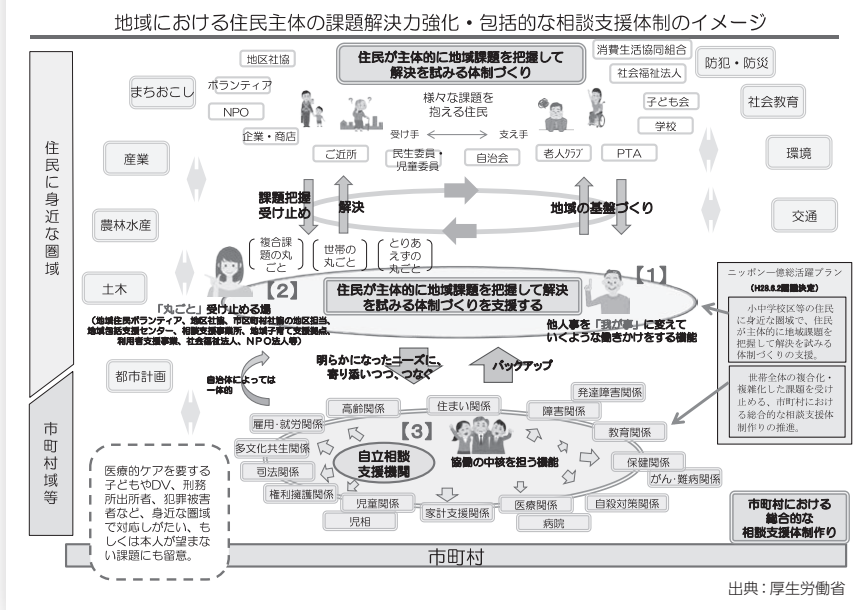 地域における住民主体の課題解決力強化・包括的な相談支援体制のイメージ
住民に身近な圏域
市町村域等
住民が主体的に地域課題を把握して
解決を試みる体制づくり
地区社協
ボランティア
NPO
企業・商店
まちおこし
産業
農林水産
土木
都市計画
消費生活協同組合
社会福祉法人
子ども会
学校
防犯・防災
社会教育
環境
交通
様々な課題を
抱える住民
受け手
支え手
ご近所
民生委員・
児童委員
自治会
老人クラブ
PTA
課題把握
受け止め
解決
地域の基盤づくり
複合課
題の丸
ごと
世帯の
丸ごと
とりあ
えずの
丸ごと
【2】
【1】
住民が主体的に地域課題を把握して解決
を試みる体制づくりを支援する
「丸ごと」受け止める場
（地域住民ボランティア、地区社協、市区町村社協の地区担当、
地域包括支援センター、相談支援事業所、地域子育て支援拠点、
利用者支援事業、社会福祉法人、NPO法人等）
他人事を「我が事」に変えて
いくような働きかけをする機能
ニッポン一億総活躍プラン
（H28.6.2閣議決定）
小中学校区等の住民
に身近な圏域で、住民
が主体的に地域課題を
把握して解決を試みる
体制づくりの支援。
世帯全体の複合化・
複雑化した課題を受け
止める、市町村におけ
る総合的な相談支援体
制作りの推進。
自治体によっては
一体的
明らかになったニーズに、
寄り添いつつ、つなぐ
バックアップ
【3】
自立相談
支援機関
協働の中核を担う機能
高齢関係
住まい関係
障害関係
発達障害関係
教育関係
保健関係
がん・難病関係
自殺対策関係
医療関係
病院
家計支援関係
児童関係
児相
権利擁護関係
司法関係
多文化共生関係
雇用・就労関係
医療的ケアを要する
子どもやDV、刑務
所出所者、犯罪被害
者など、身近な圏域
で対応しがたい、も
しくは本人が望まな
い課題にも留意。
市町村における
総合的な
相談支援体制作り
市町村
出典：厚生労働省